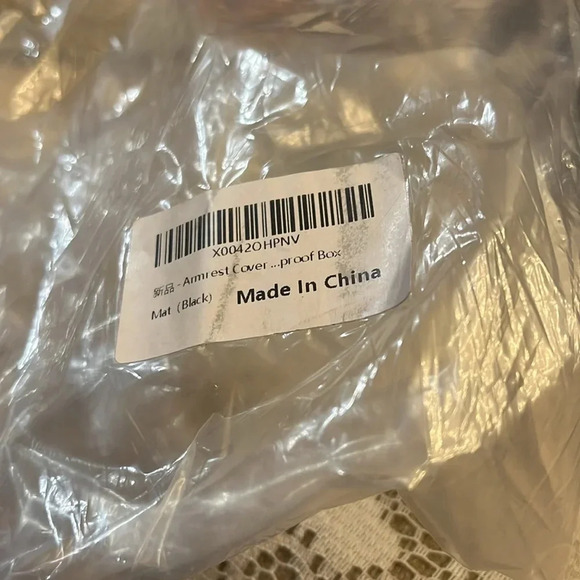 X0042OHPNV
新品 - Armrest Cover ...proof Box
Mat (Black)
Made In China